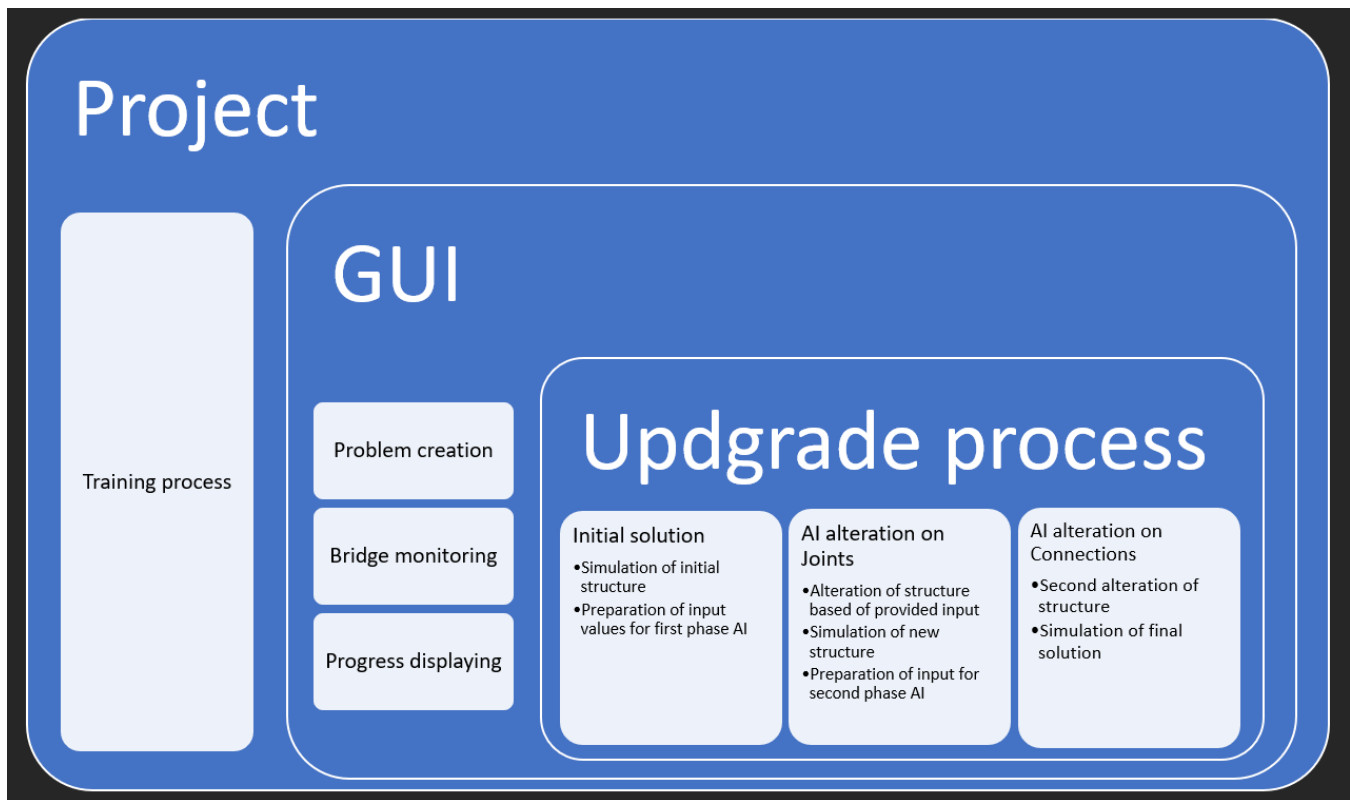 Project
Training process
GUI
Problem creation
Bridge monitoring
Progress displaying
Updgrade process
Initial solution
•Simulation of initial
structure
•Preparation of input
values for first phase AI
AI alteration on
Joints
•Alteration of structure
based of provided input
•Simulation of new
structure
•Preparation of input for
second phase AI
AI alteration on
Connections
•Second alteration of
structure
•Simulation of final
solution